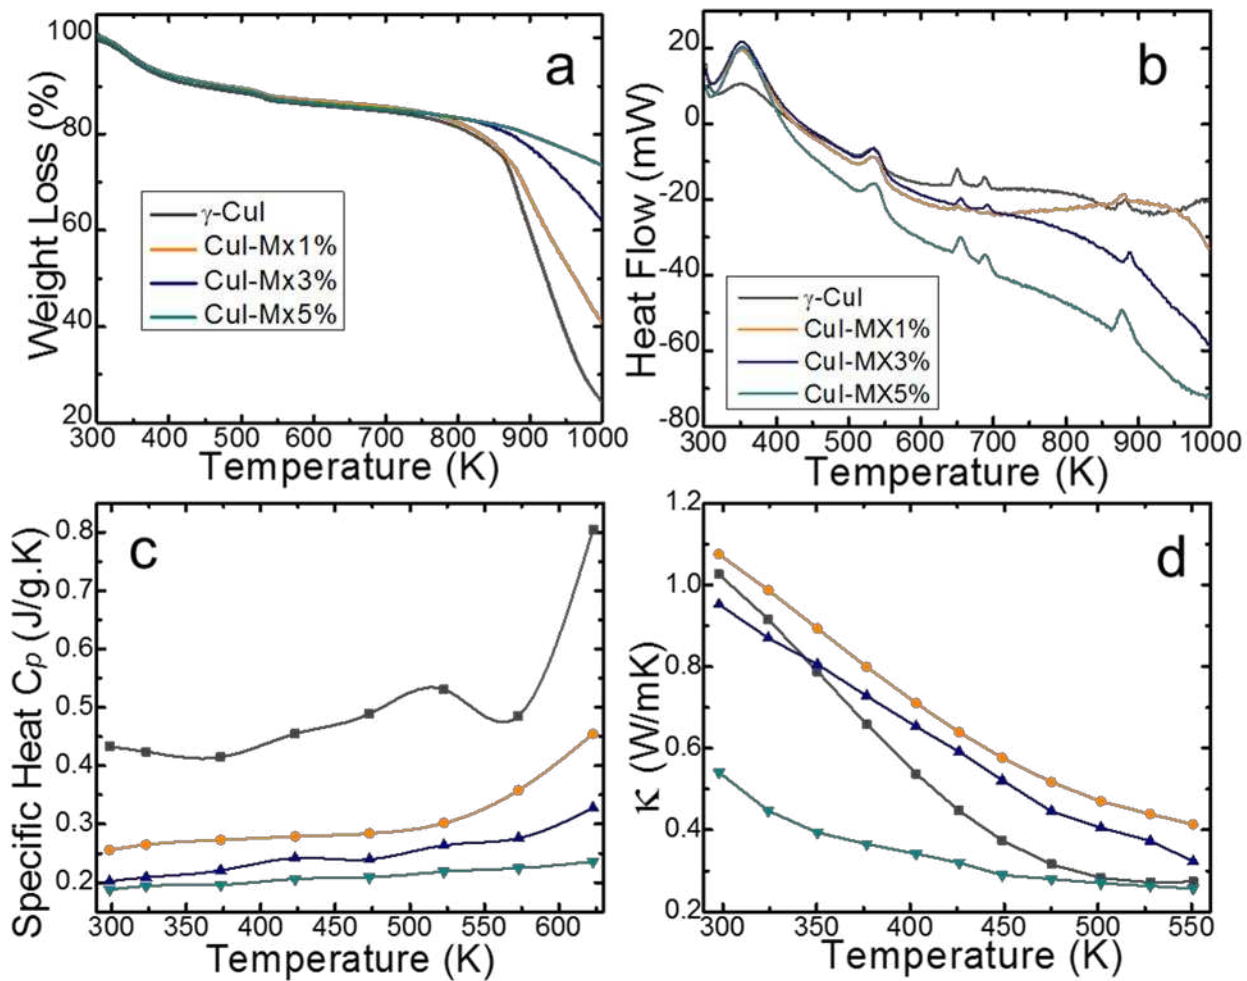 a
Weight Loss (%)
100
80
60
40
20
γ-CuI
CuI-Mx1%
CuI-Mx3%
CuI-Mx5%
300 400 500 600 700 800 900 1000
Temperature (K)
b
Heat Flow (mW)
20
0
-20
-40
-60
-80
γ-CuI
CuI-MX1%
CuI-MX3%
CuI-MX5%
300 400 500 600 700 800 900 1000
Temperature (K)
c
Specific Heat Cp (J/g.K)
0.8
0.7
0.6
0.5
0.4
0.3
0.2
300 350 400 450 500 550 600
Temperature (K)
d
κ (W/mK)
1.2
1.0
0.8
0.6
0.4
0.2
300 350 400 450 500 550
Temperature (K)